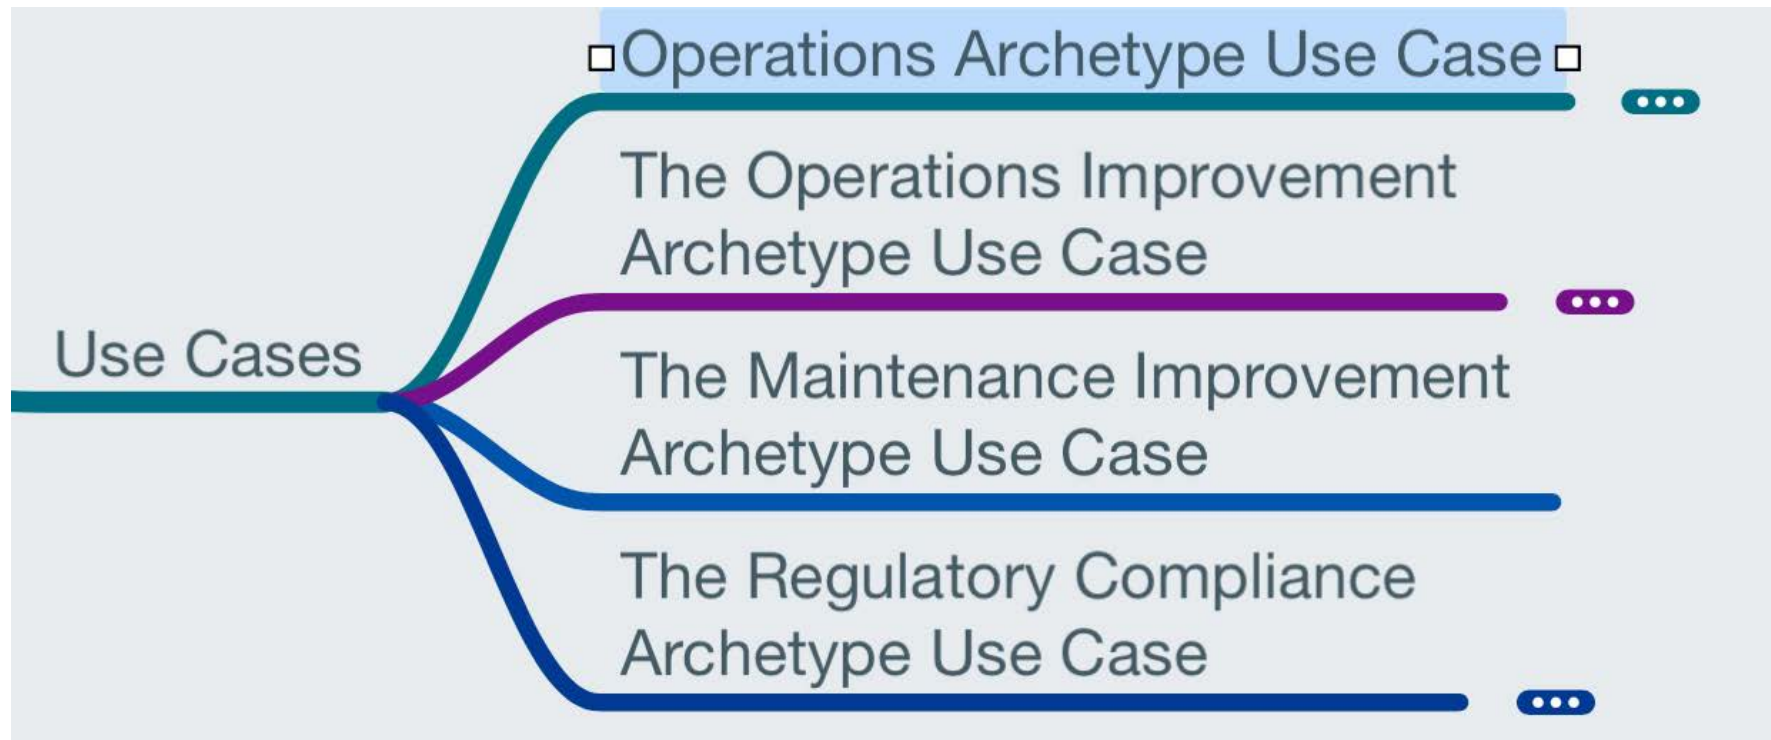 Operations Archetype Use Case
The Operations Improvement
Archetype Use Case
Use Cases
The Maintenance Improvement
Archetype Use Case
The Regulatory Compliance
Archetype Use Case